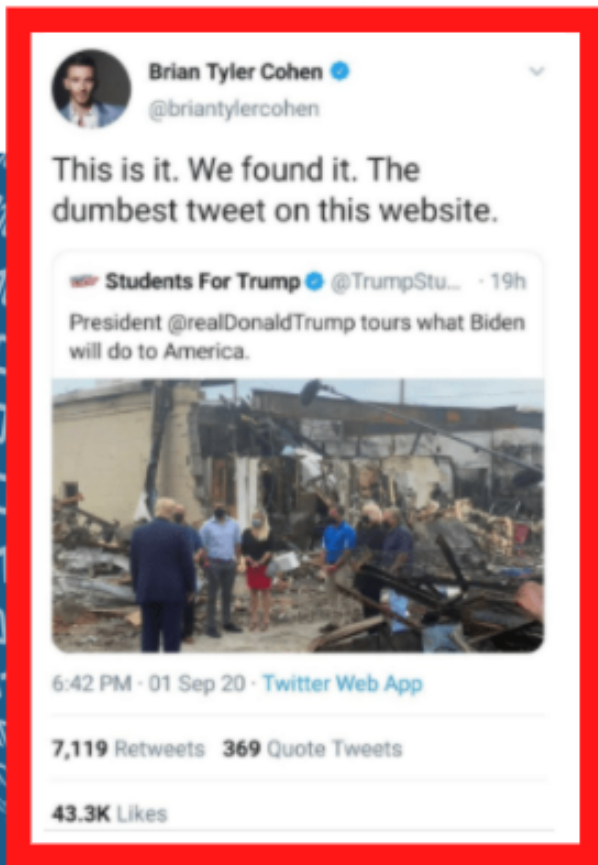 Brian Tyler Cohen
@briantylercohen
This is it. We found it. The
dumbest tweet on this website.
Students For Trump @TrumpStu... · 19h
President @realDonaldTrump tours what Biden
will do to America.
6:42 PM · 01 Sep 20 · Twitter Web App
7,119 Retweets 369 Quote Tweets
43.3K Likes